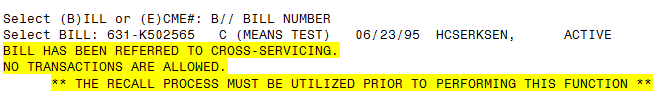 Select (B)ILL or (E)CME#: B// BILL NUMBER
Select BILL: 631-K502565   C (MEANS TEST)   06/23/95  HCSERKSEN,      ACTIVE
BILL HAS BEEN REFERRED TO CROSS-SERVICING.
NO TRANSACTIONS ARE ALLOWED.
** THE RECALL PROCESS MUST BE UTILIZED PRIOR TO PERFORMING THIS FUNCTION **